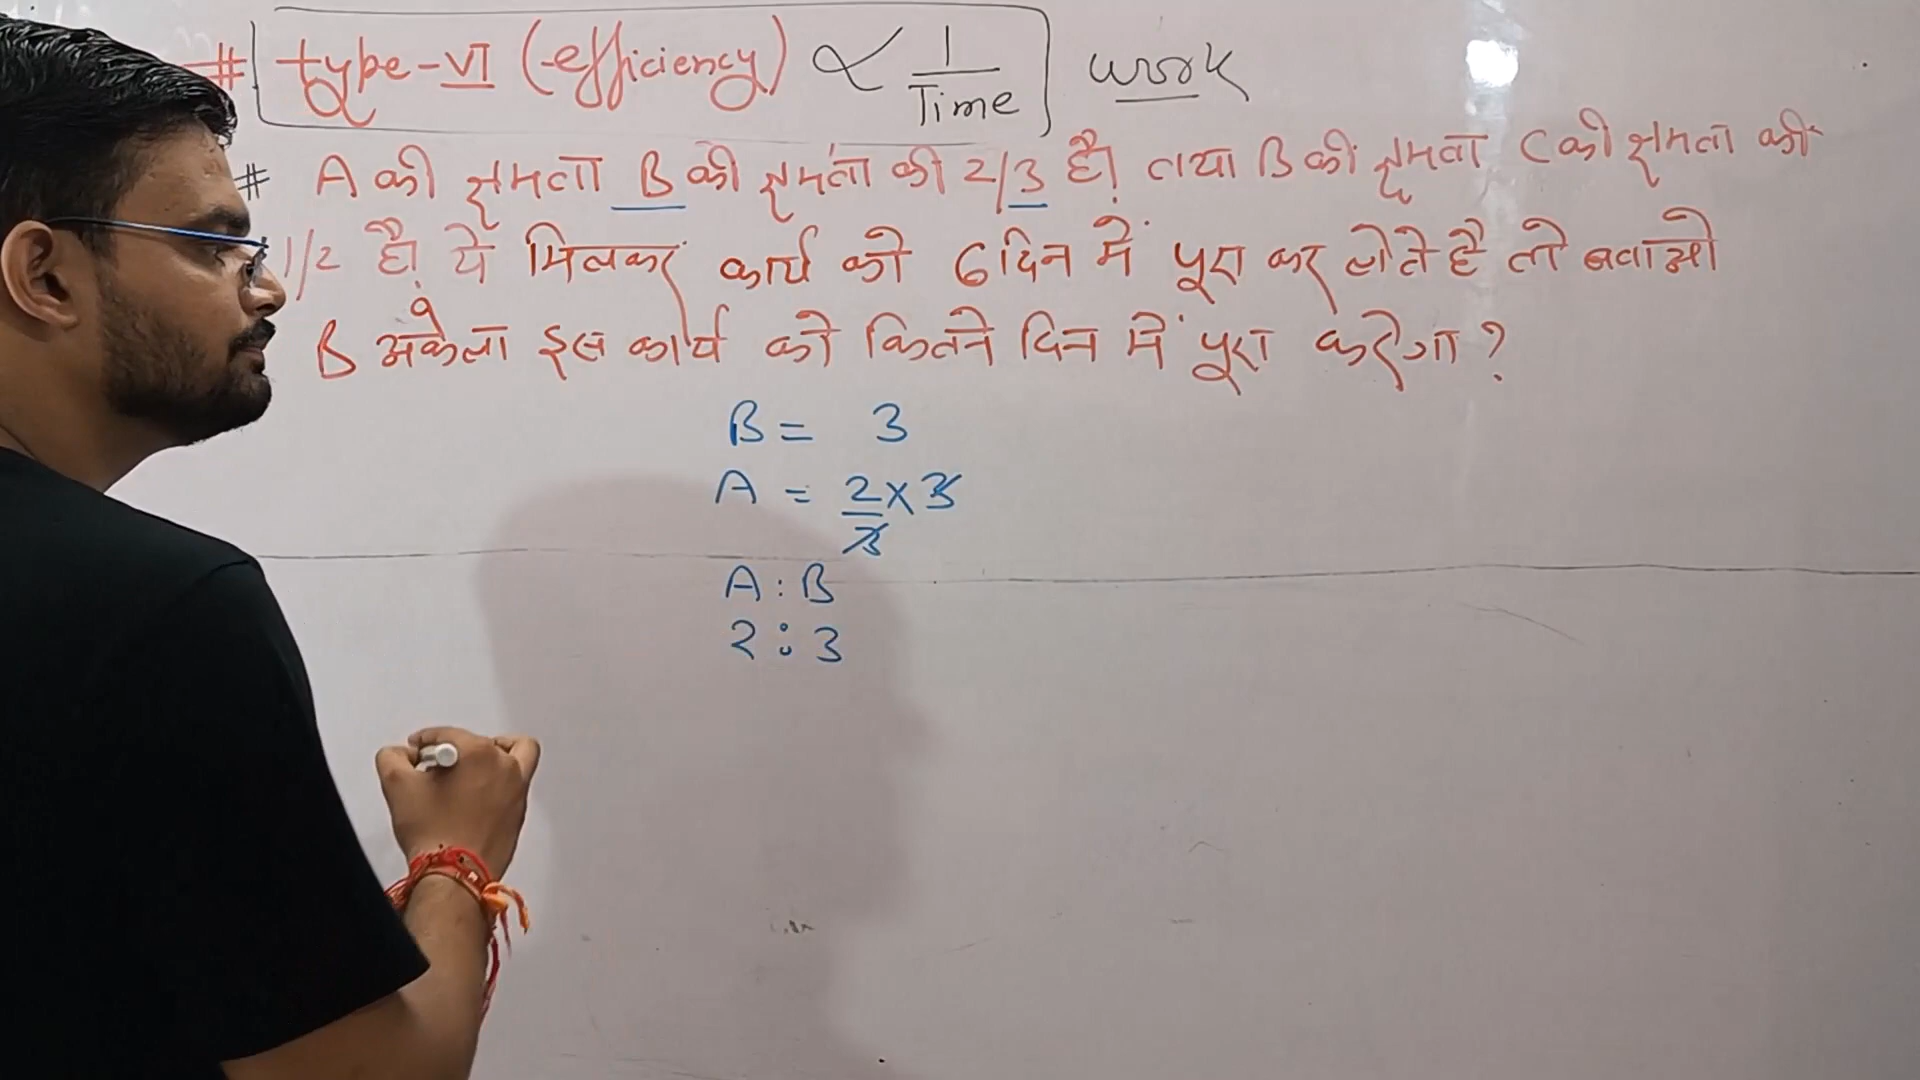 # type-VI (efficiency) ∝ 1/Time work
# A की क्षमता B की क्षमता की 2/3 है। तथा B की क्षमता C की क्षमता की
1/2 है। ये मिलकर कार्य को 6 दिन में पूरा कर लेते है तो बताओ
B अकेला इस कार्य को कितने दिन में पूरा करेगा?
B = 3
A = 2/3 × 3
A : B
2 : 3